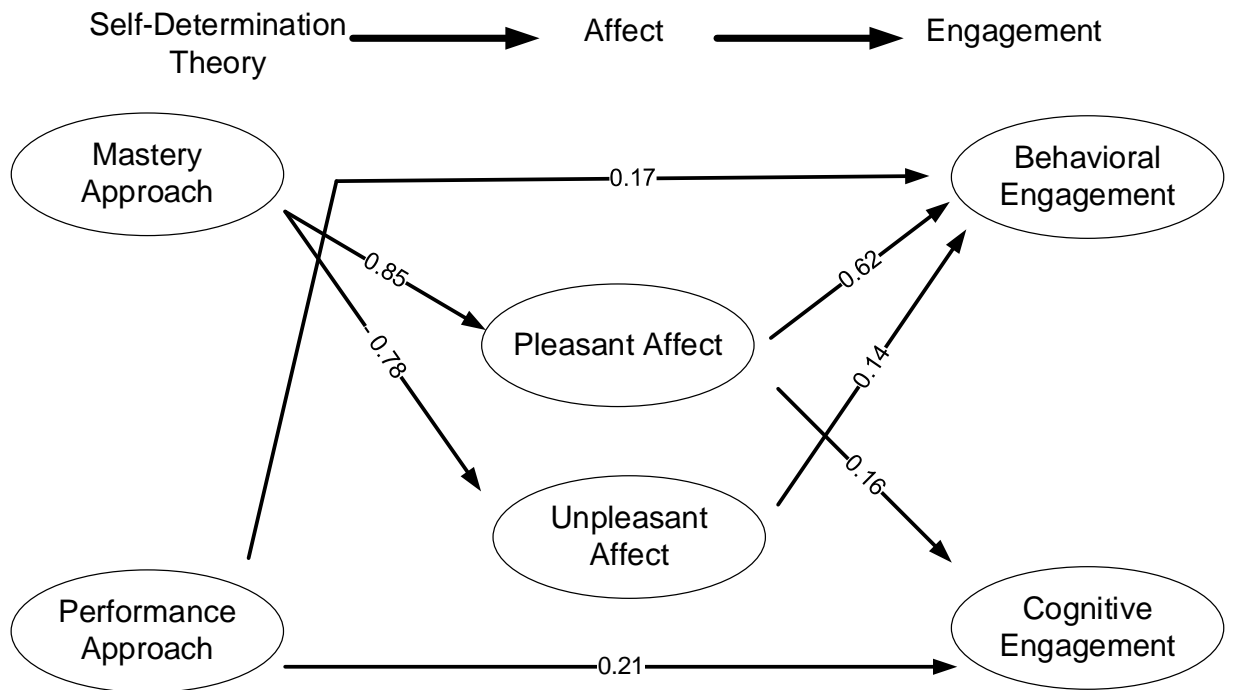 Self-Determination
Theory
Affect
Engagement
Mastery
Approach
Behavioral
Engagement
0.17
0.85
0.62
- 0.78
Pleasant Affect
0.14
0.16
Unpleasant
Affect
Performance
Approach
Cognitive
Engagement
0.21